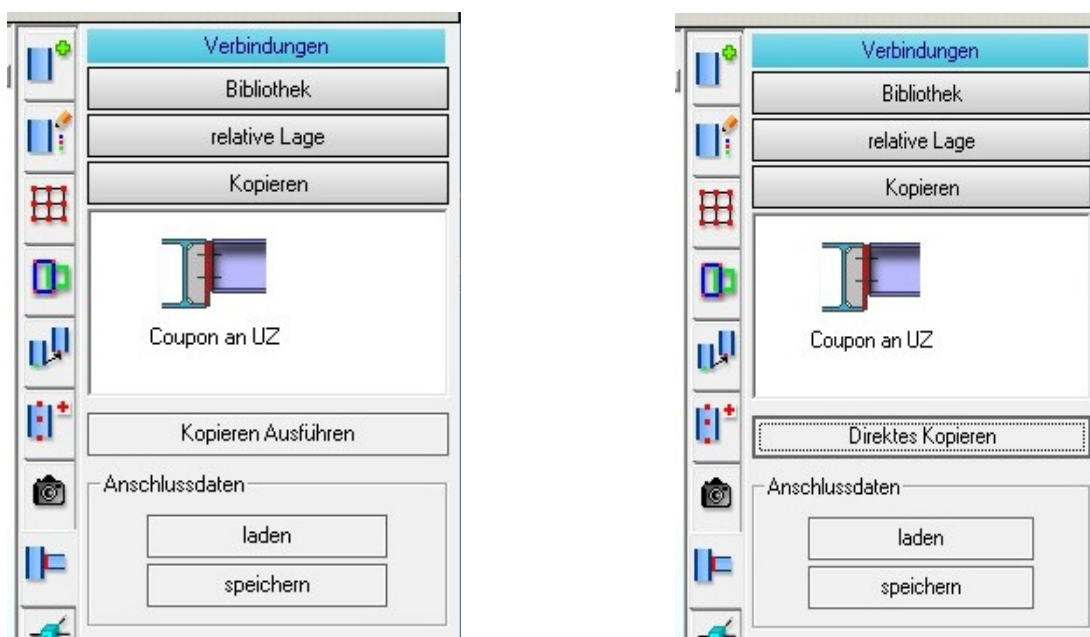 Verbindungen
Bibliothek
relative Lage
Kopieren
Coupon an UZ
Kopieren Ausführen
Anschlussdaten
laden
speichern
Verbindungen
Bibliothek
relative Lage
Kopieren
Coupon an UZ
Direktes Kopieren
Anschlussdaten
laden
speichern